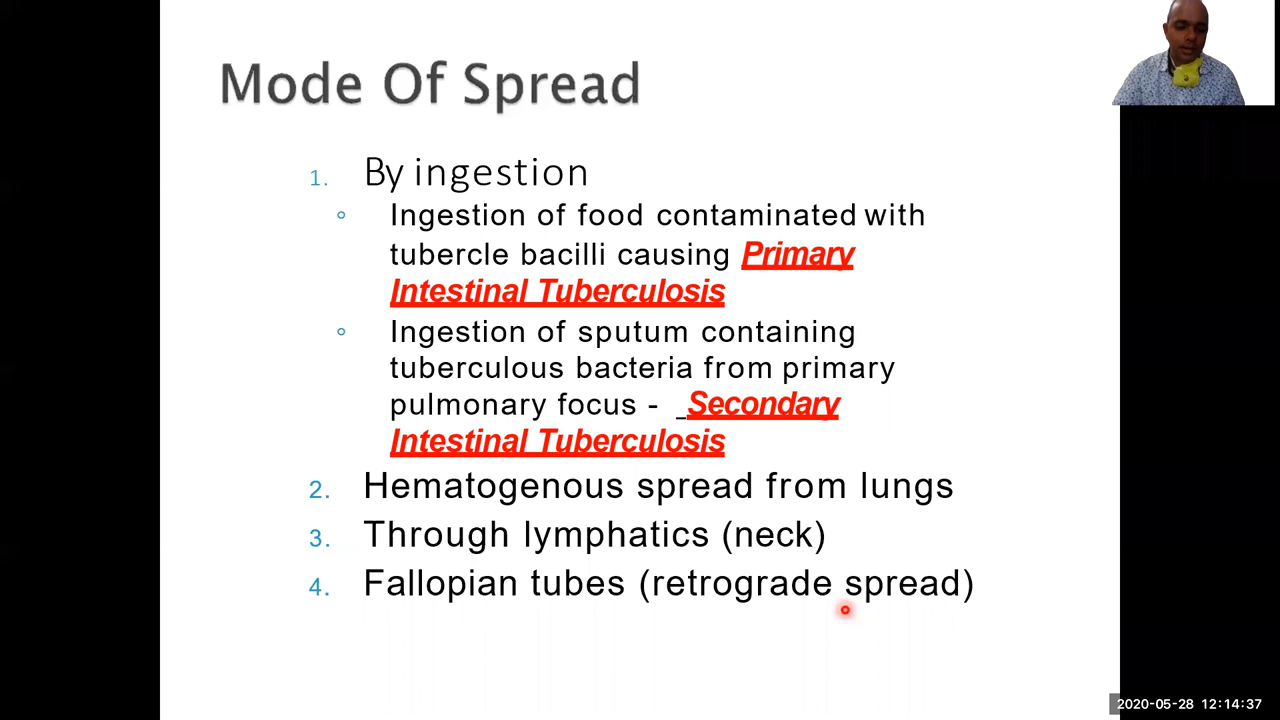 Mode Of Spread
1. By ingestion
Ingestion of food contaminated with
tubercle bacilli causing Primary
Intestinal Tuberculosis
Ingestion of sputum containing
tuberculous bacteria from primary
pulmonary focus - _Secondary
Intestinal Tuberculosis
2. Hematogenous spread from lungs
3. Through lymphatics (neck)
4. Fallopian tubes (retrograde spread)
2020-05-28 12:14:37